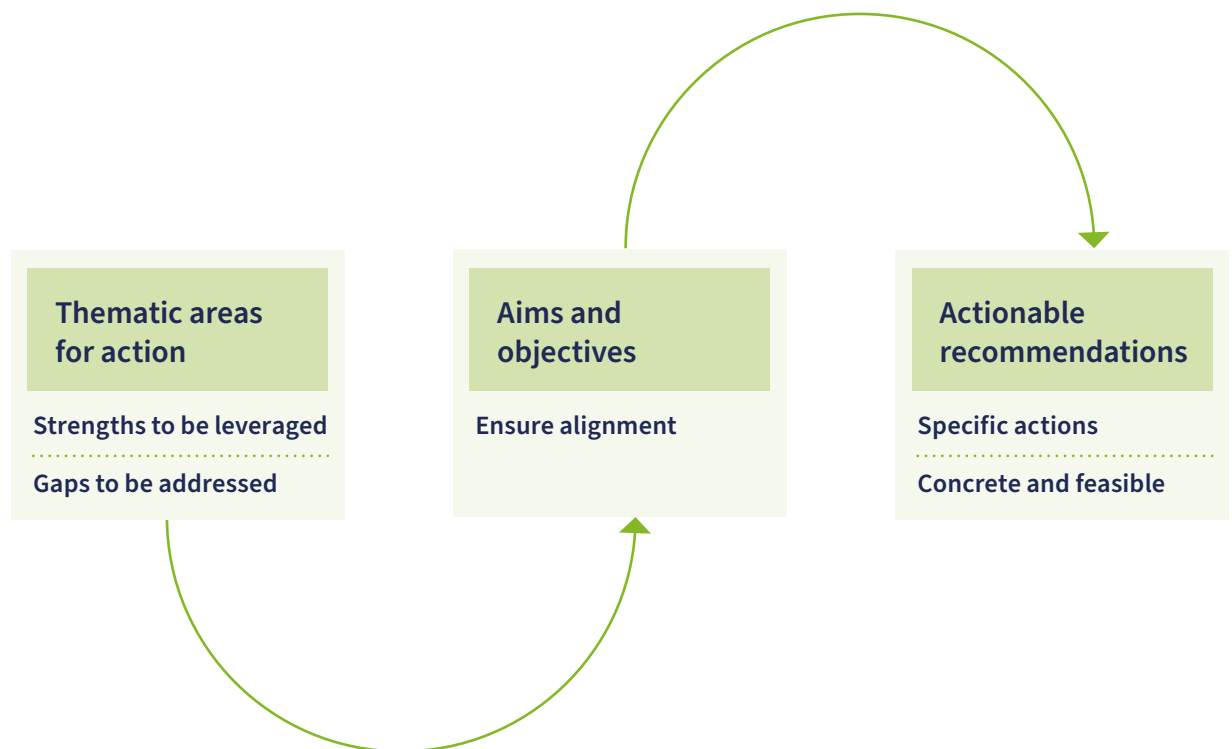 Thematic areas
for action
Strengths to be leveraged
Gaps to be addressed
Aims and
objectives
Ensure alignment
Actionable
recommendations
Specific actions
Concrete and feasible